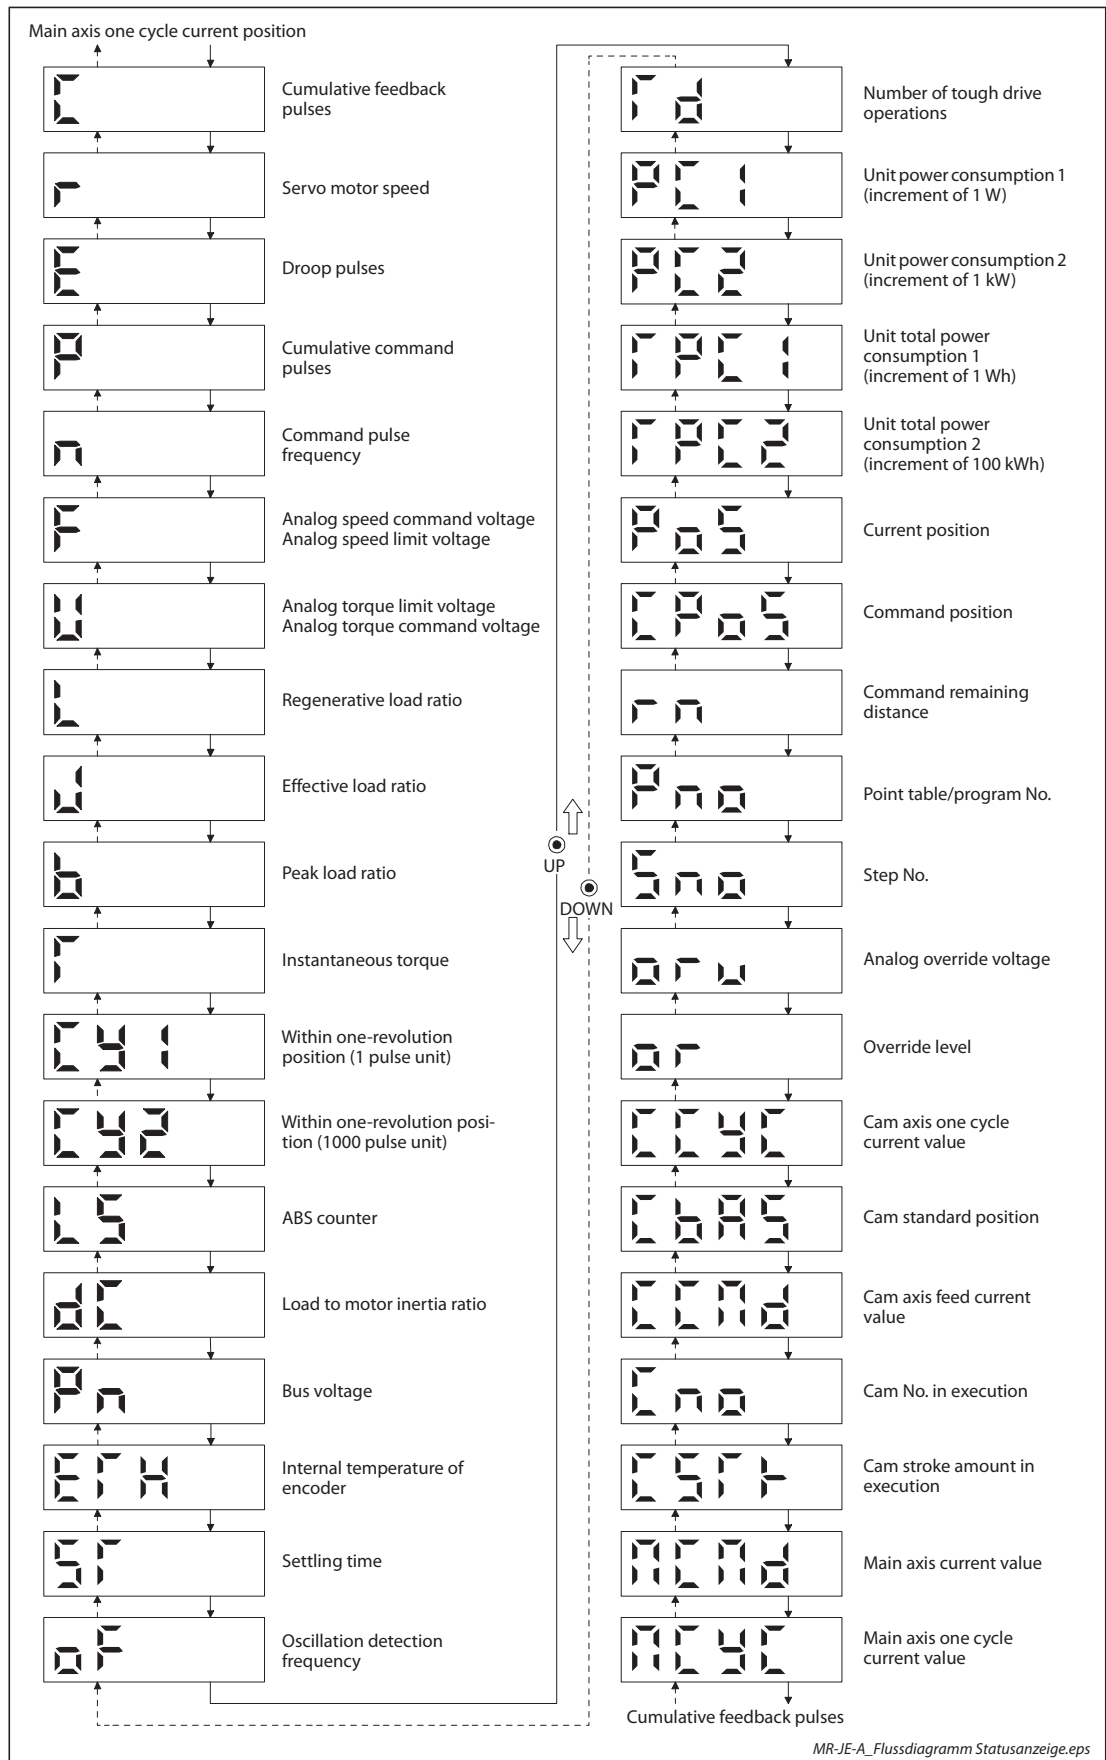 Main axis one cycle current position
C
Cumulative feedback
pulses
r
Servo motor speed
E
Droop pulses
P
Cumulative command
pulses
n
Command pulse
frequency
F
Analog speed command voltage
Analog speed limit voltage
U
Analog torque limit voltage
Analog torque command voltage
L
Regenerative load ratio
J
Effective load ratio
b
Peak load ratio
T
Instantaneous torque
Cy1
Within one-revolution
position (1 pulse unit)
Cy2
Within one-revolution posi-
tion (1000 pulse unit)
LS
ABS counter
dC
Load to motor inertia ratio
Pn
Bus voltage
ETH
Internal temperature of
encoder
ST
Settling time
oF
Oscillation detection
frequency
UP
DOWN
Td
Number of tough drive
operations
PC1
Unit power consumption 1
(increment of 1 W)
PC2
Unit power consumption 2
(increment of 1 kW)
TPC1
Unit total power
consumption 1
(increment of 1 Wh)
TPC2
Unit total power
consumption 2
(increment of 100 kWh)
PoS
Current position
CPoS
Command position
rn
Command remaining
distance
Pno
Point table/program No.
Sno
Step No.
oru
Analog override voltage
or
Override level
CCyC
Cam axis one cycle
current value
CbAS
Cam standard position
CCMd
Cam axis feed current
value
Cno
Cam No. in execution
CSTk
Cam stroke amount in
execution
MCMd
Main axis current value
MCyC
Main axis one cycle
current value
Cumulative feedback pulses
MR-JE-A_Flussdiagramm Statusanzeige.eps